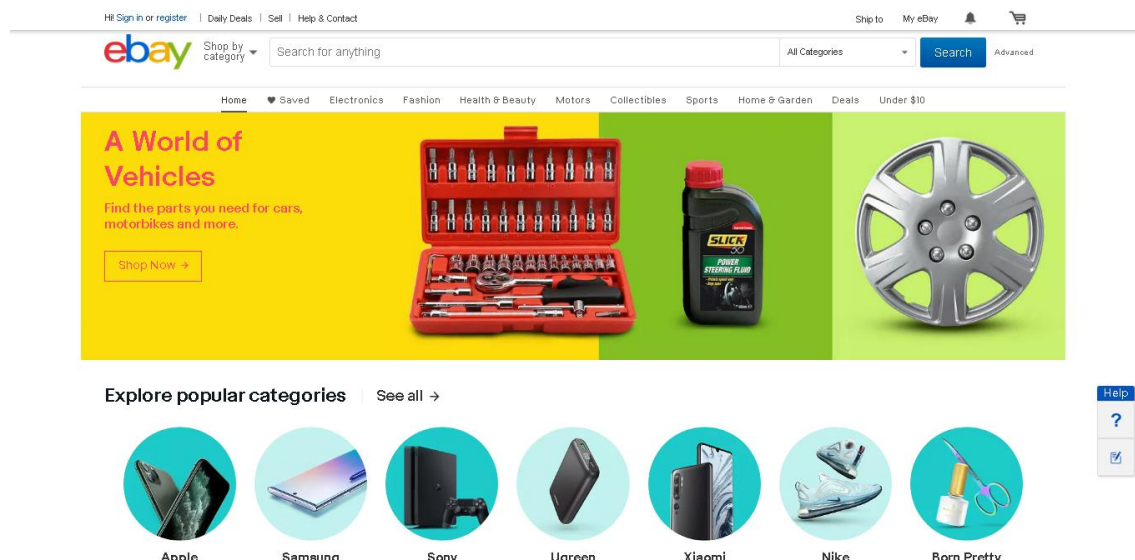 Hi! Sign in or register | Daily Deals | Sell | Help & Contact
Ship to My eBay
ebay
Shop by
category
Search for anything
All Categories
Search
Advanced
Home Saved Electronics Fashion Health & Beauty Motors Collectibles Sports Home & Garden Deals Under $10
A World of
Vehicles
Find the parts you need for cars,
motorbikes and more.
Shop Now →
SLICK
50
POWER
STEERING FLUID
Explore popular categories
See all →
Help
?
Apple Samsung Sony Ugreen Xiaomi Nike Born Pretty